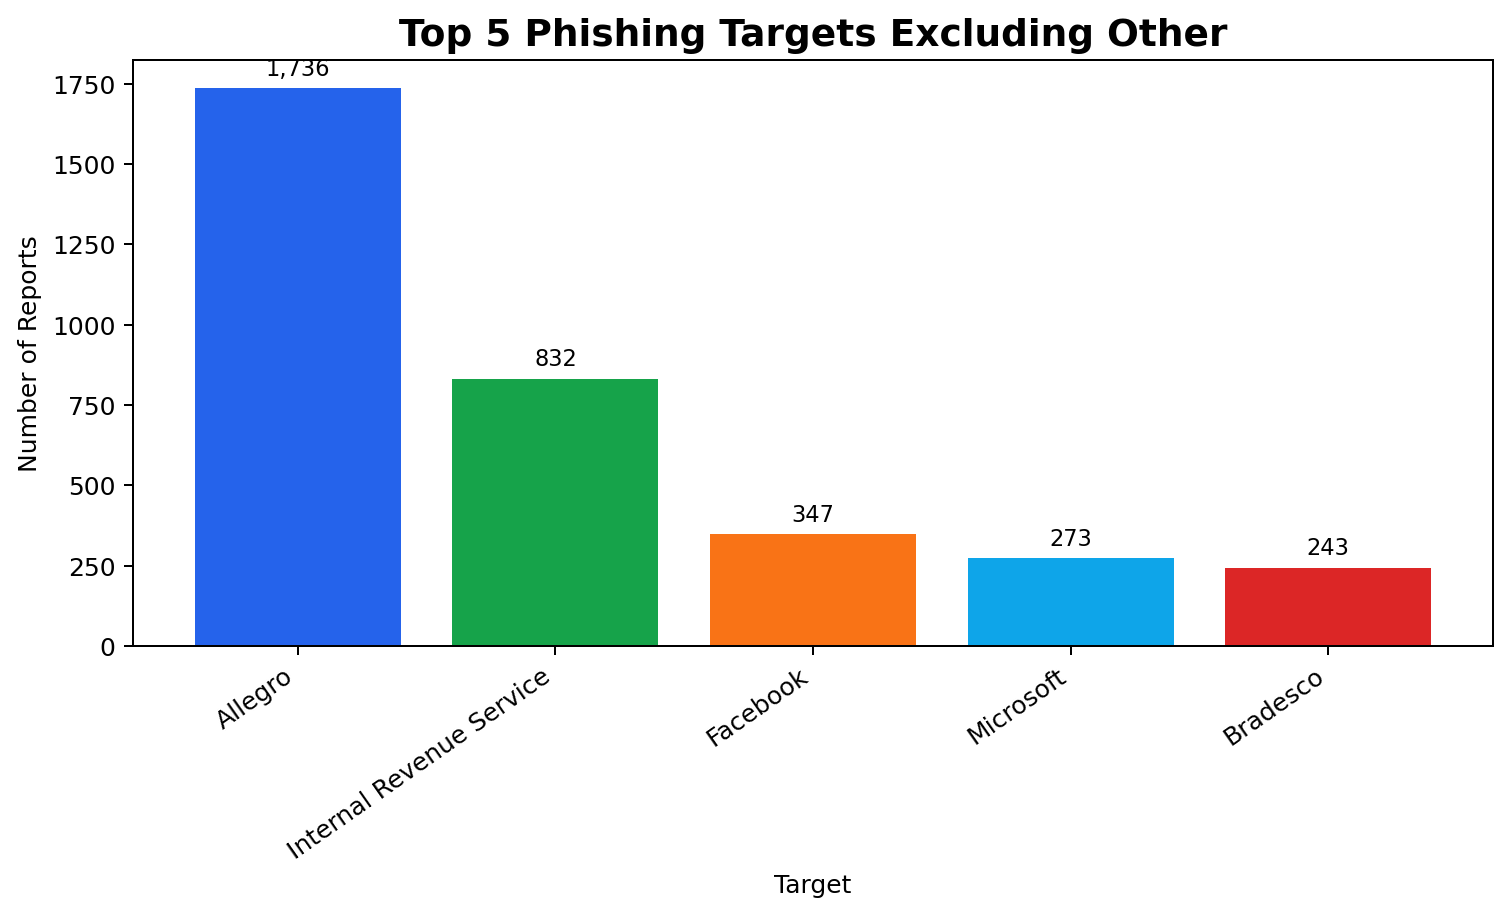 Top 5 Phishing Targets Excluding Other
Number of Reports
1750
1500
1250
1000
750
500
250
0
1,736
832
347
273
243
Allegro
Internal Revenue Service
Facebook
Microsoft
Bradesco
Target